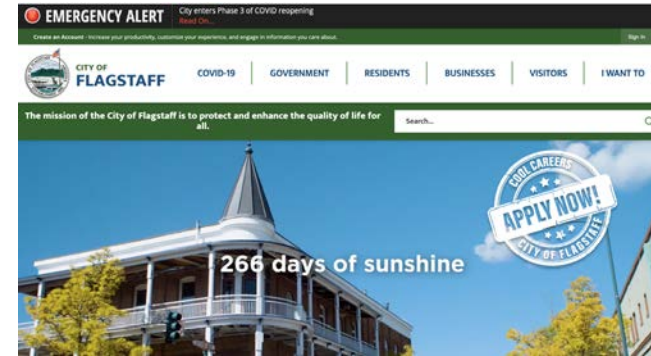 EMERGENCY ALERT
City enters Phase 3 of COVID reopening
Read On...
Create an Account - Increase your productivity, customize your experience, and engage in information you care about.
Sign In
CITY OF
FLAGSTAFF
COVID-19
GOVERNMENT
RESIDENTS
BUSINESSES
VISITORS
I WANT TO
The mission of the City of Flagstaff is to protect and enhance the quality of life for
all.
Search...
COOL CAREERS
APPLY NOW!
CITY OF FLAGSTAFF
266 days of sunshine